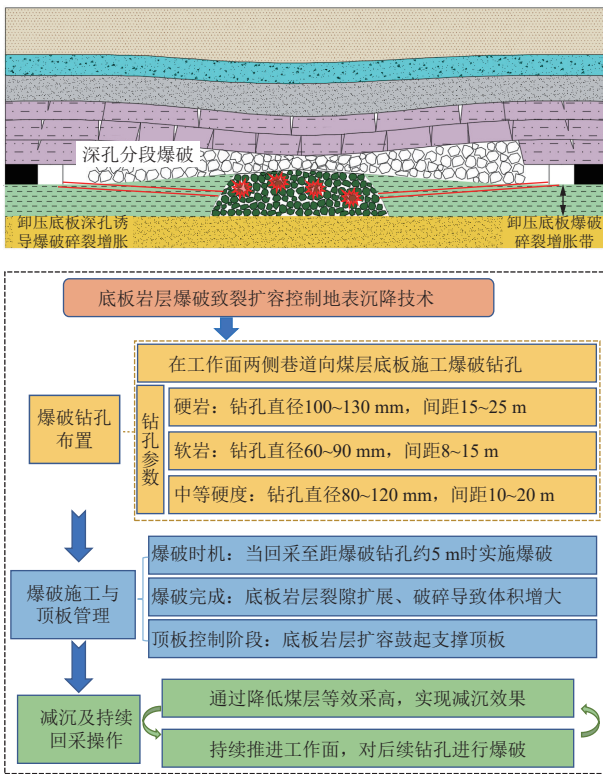 深孔分段爆破
卸压底板深孔诱
导爆破碎裂增胀
卸压底板爆破
碎裂增胀带
底板岩层爆破致裂扩容控制地表沉降技术
在工作面两侧巷道向煤层底板施工爆破钻孔
爆破钻孔
布置
钻孔参数
硬岩：钻孔直径100~130 mm，间距15~25 m
软岩：钻孔直径60~90 mm，间距8~15 m
中等硬度：钻孔直径80~120 mm，间距10~20 m
爆破施工与
顶板管理
爆破时机：当回采至距爆破钻孔约5 m时实施爆破
爆破完成：底板岩层裂隙扩展、破碎导致体积增大
顶板控制阶段：底板岩层扩容鼓起支撑顶板
减沉及持续
回采操作
通过降低煤层等效采高，实现减沉效果
持续推进工作面，对后续钻孔进行爆破